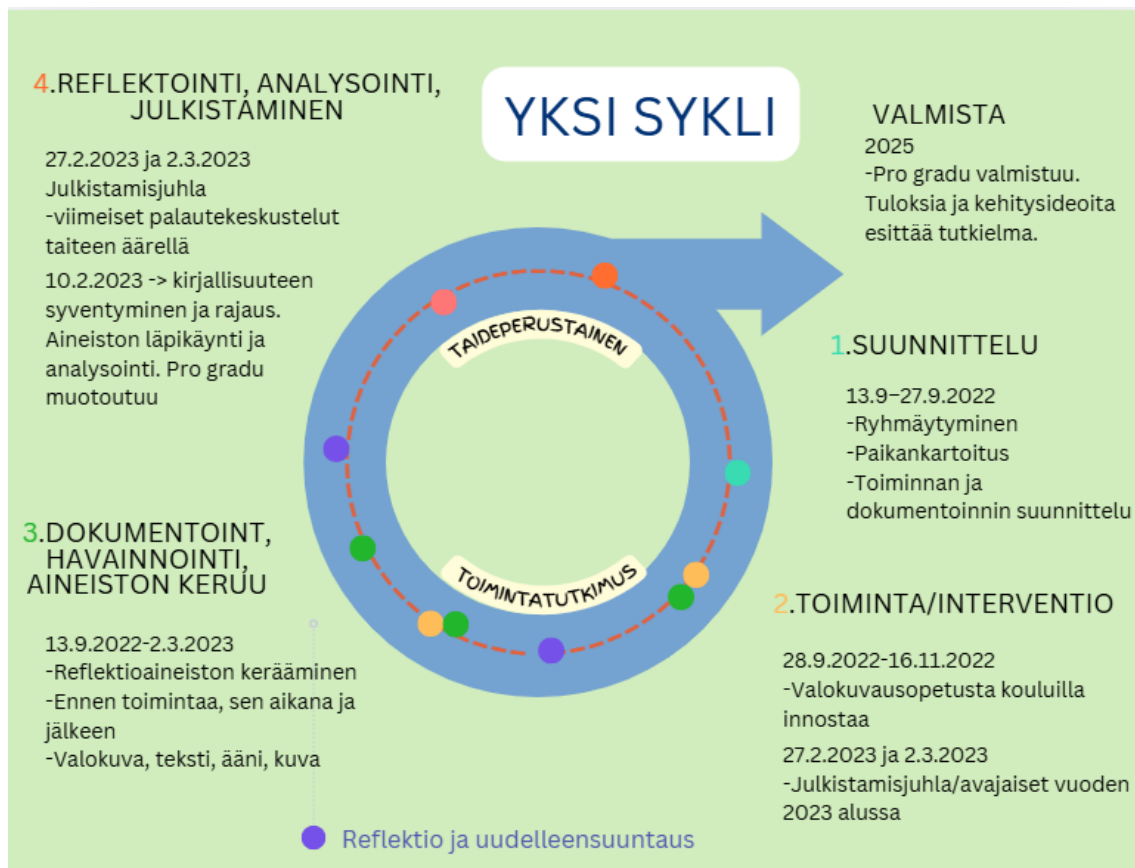 YKSI SYKLI
4.REFLEKTOINTI, ANALYSOINTI,
JULKISTAMINEN
27.2.2023 ja 2.3.2023
Julkistamisjuhla
-viimeiset palautekeskustelut
taiteen äärellä
10.2.2023 -> kirjallisuuteen
syventyminen ja rajaus.
Aineiston läpikäynti ja
analysointi. Pro gradu
muotoutuu
VALMISTA
2025
-Pro gradu valmistuu.
Tuloksia ja kehitysideoita
esittää tutkielma.
TAIDEPERUSTAINEN
TOIMINTATUTKIMUS
1.SUUNNITTELU
13.9–27.9.2022
-Ryhmäytyminen
-Paikankartoitus
-Toiminnan ja
dokumentoinnin suunnittelu
3.DOKUMENTOINT,
HAVAINNOINTI,
AINEISTON KERUU
13.9.2022-2.3.2023
-Reflektioaineiston kerääminen
-Ennen toimintaa, sen aikana ja
jälkeen
-Valokuva, teksti, ääni, kuva
2.TOIMINTA/INTERVENTIO
28.9.2022-16.11.2022
-Valokuvausopetusta kouluilla
innostaa
27.2.2023 ja 2.3.2023
-Julkistamisjuhla/avajaiset vuoden
2023 alussa
Reflektio ja uudelleensuuntaus